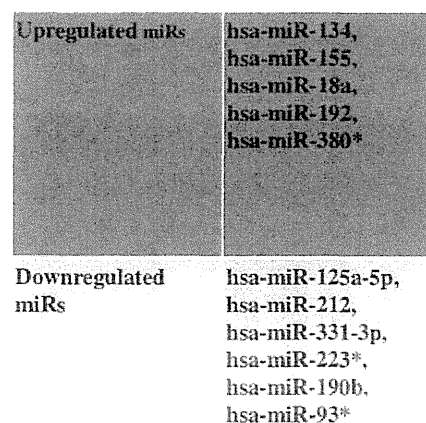 Upregulated miRs
hsa-miR-134,
hsa-miR-155,
hsa-miR-18a,
hsa-miR-192,
hsa-miR-380*
Downregulated
miRs
hsa-miR-125a-5p,
hsa-miR-212,
hsa-miR-331-3p,
hsa-miR-223*,
hsa-miR-190b,
hsa-miR-93*